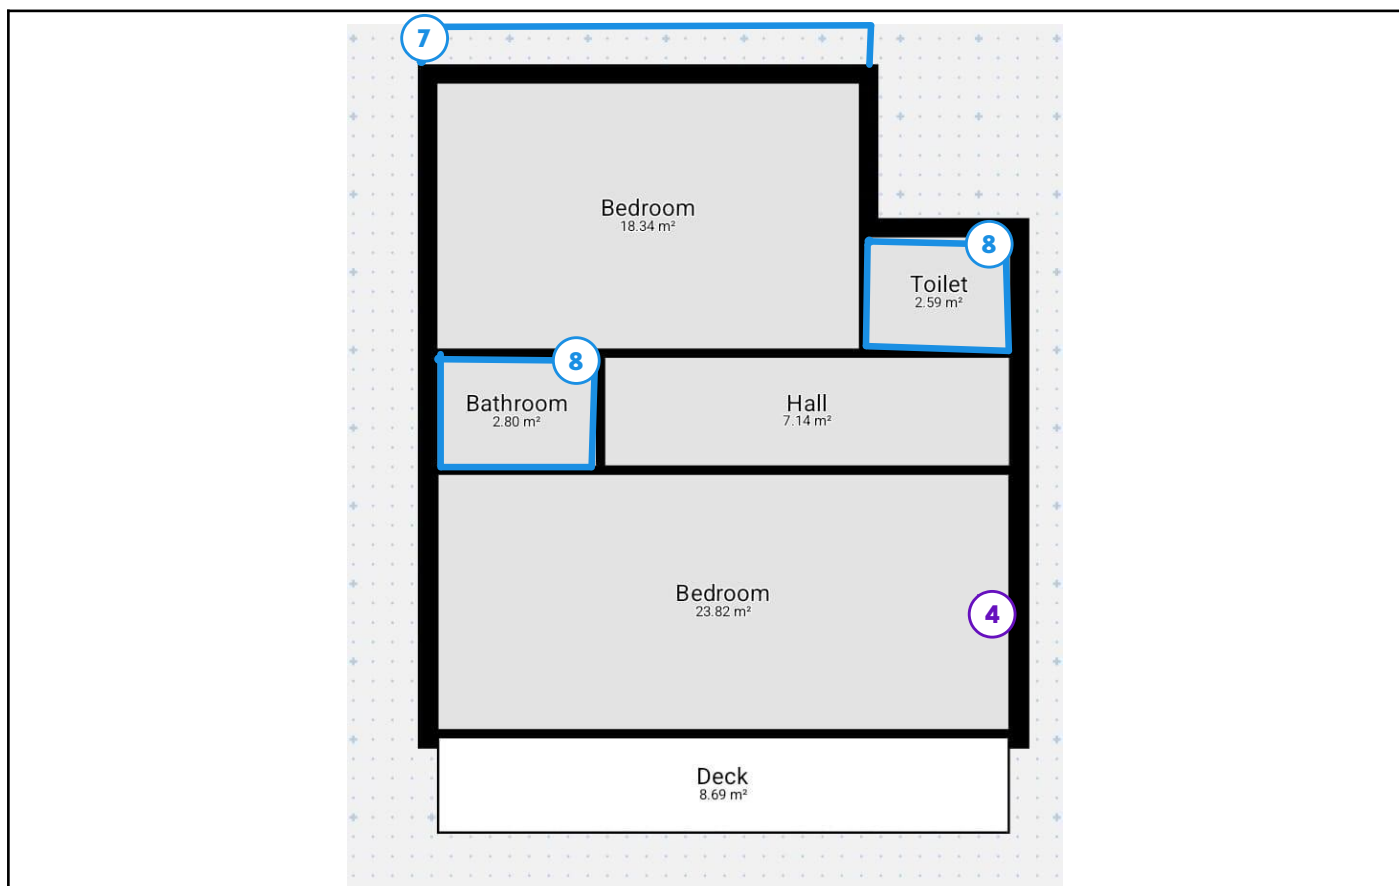 7
Bedroom
18.34 m²
8
Toilet
2.59 m²
8
Bathroom
2.80 m²
Hall
7.14 m²
Bedroom
23.82 m²
4
Deck
8.69 m²